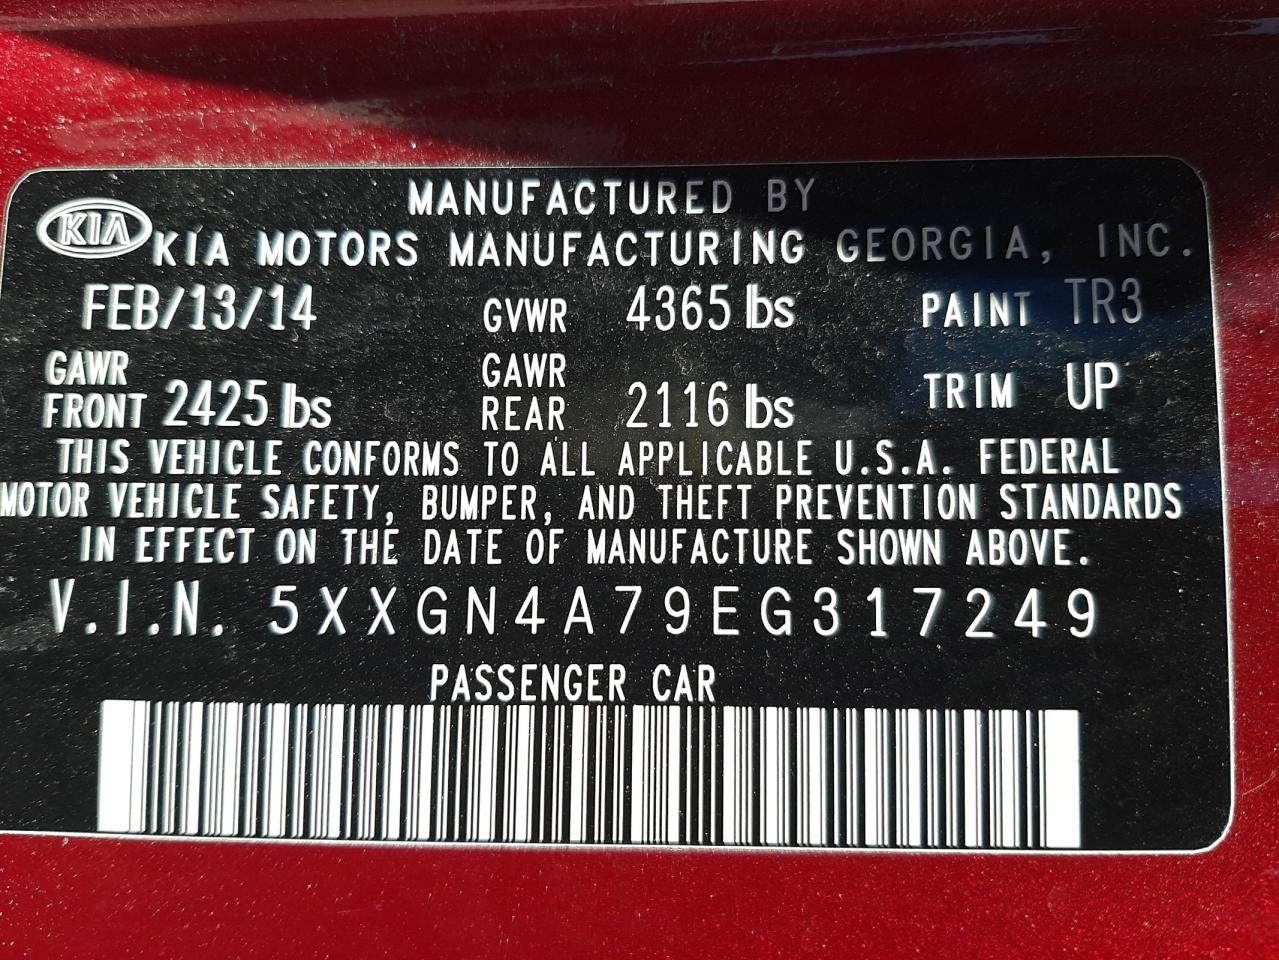 MANUFACTURED BY
KIA KIA MOTORS MANUFACTURING GEORGIA, INC.
FEB/13/14 GVWR 4365 lbs PAINT TR3
GAWR FRONT 2425 lbs GAWR REAR 2116 lbs TRIM UP
THIS VEHICLE CONFORMS TO ALL APPLICABLE U.S.A. FEDERAL
MOTOR VEHICLE SAFETY, BUMPER, AND THEFT PREVENTION STANDARDS
IN EFFECT ON THE DATE OF MANUFACTURE SHOWN ABOVE.
V.I.N. 5XXGN4A79EG317249
PASSENGER CAR